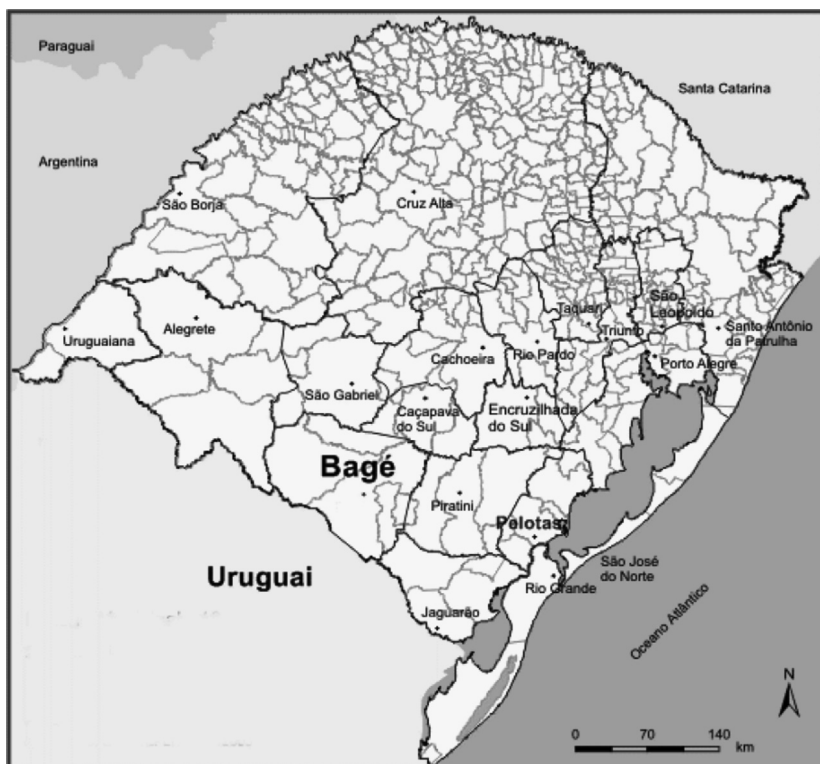 Paraguai
Santa Catarina
Argentina
São Borja
Cruz Alta
Uruguaiana
Alegrete
Taquari
Triunfo
São
Leopoldo
Santo Antônio
da Patrulha
Cachoeira
Rio Pardo
Porto Alegre
São Gabriel
Caçapava
do Sul
Encruzilhada
do Sul
Bagé
Piratini
Pelotas
Uruguai
São José
do Norte
Rio Grande
Jaguarão
Oceano Atlântico
N
0 70 140
km